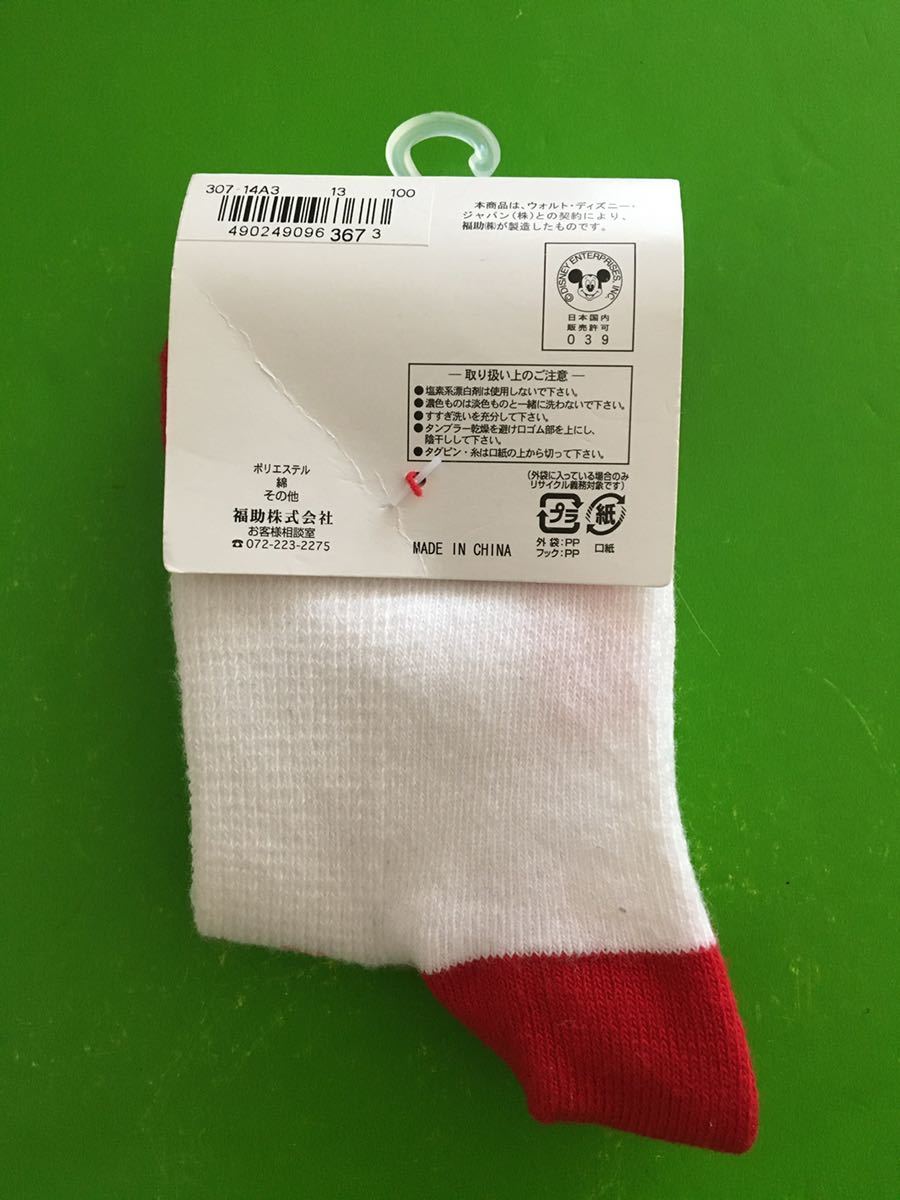 307-14A3 13 100
490249096 367 3
本商品は、ウォルト・ディズニー・
ジャパン(株)との契約により、
福助㈱が製造したものです。
©DISNEY ENTERPRISES, INC.
日本国内
販売許可
039
― 取り扱い上のご注意 ―
●塩素系漂白剤は使用しないで下さい。
●濃色ものは淡色ものと一緒に洗わないで下さい。
●すすぎ洗いを充分して下さい。
●タンブラー乾燥を避け口ゴム部を上にし、
陰干しして下さい。
●タグピン・糸は口紙の上から切って下さい。
ポリエステル
綿
その他
福助株式会社
お客様相談室
☎072-223-2275
MADE IN CHINA
(外袋に入っている場合のみ
リサイクル義務対象です)
プラ
紙
外袋:PP
フック:PP
口紙